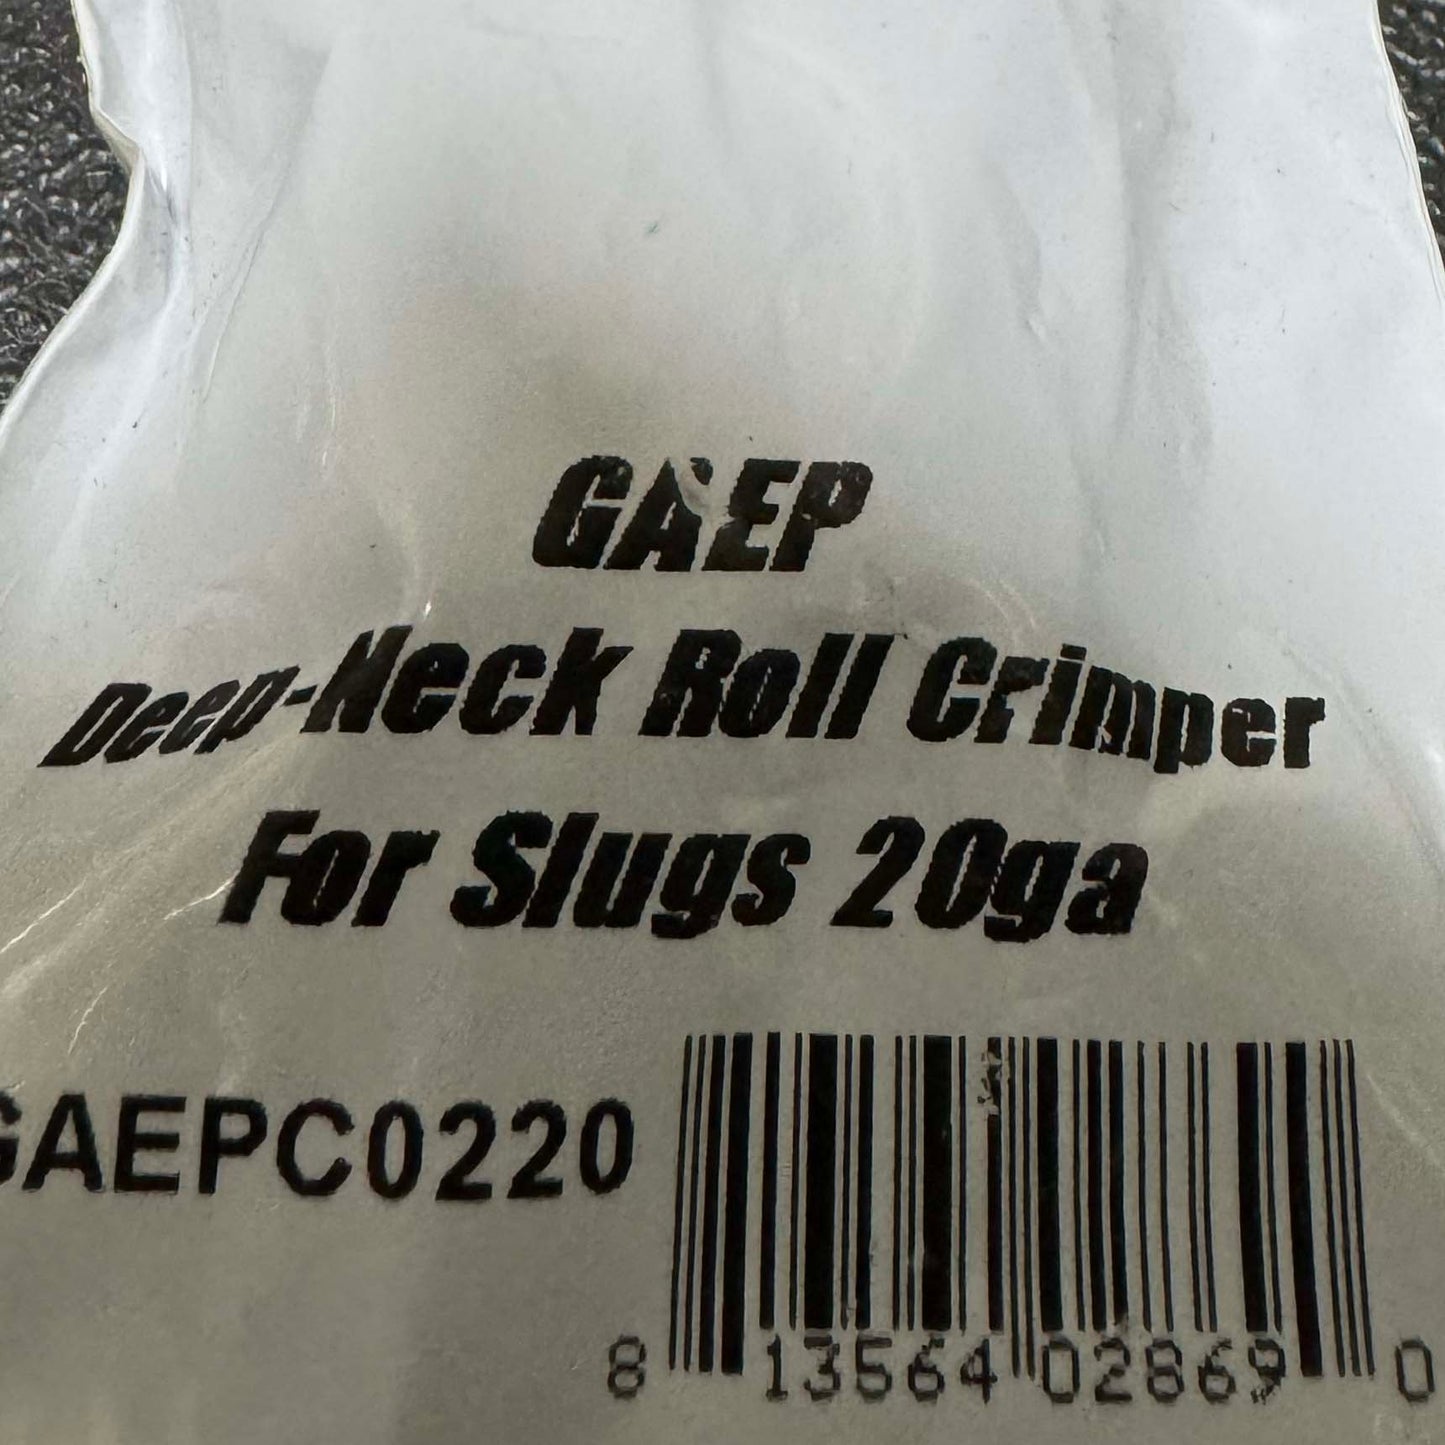 GAEP
Deep-Neck Roll Crimper
For Slugs 20ga
GAEPC0220
8 13564 02869 0